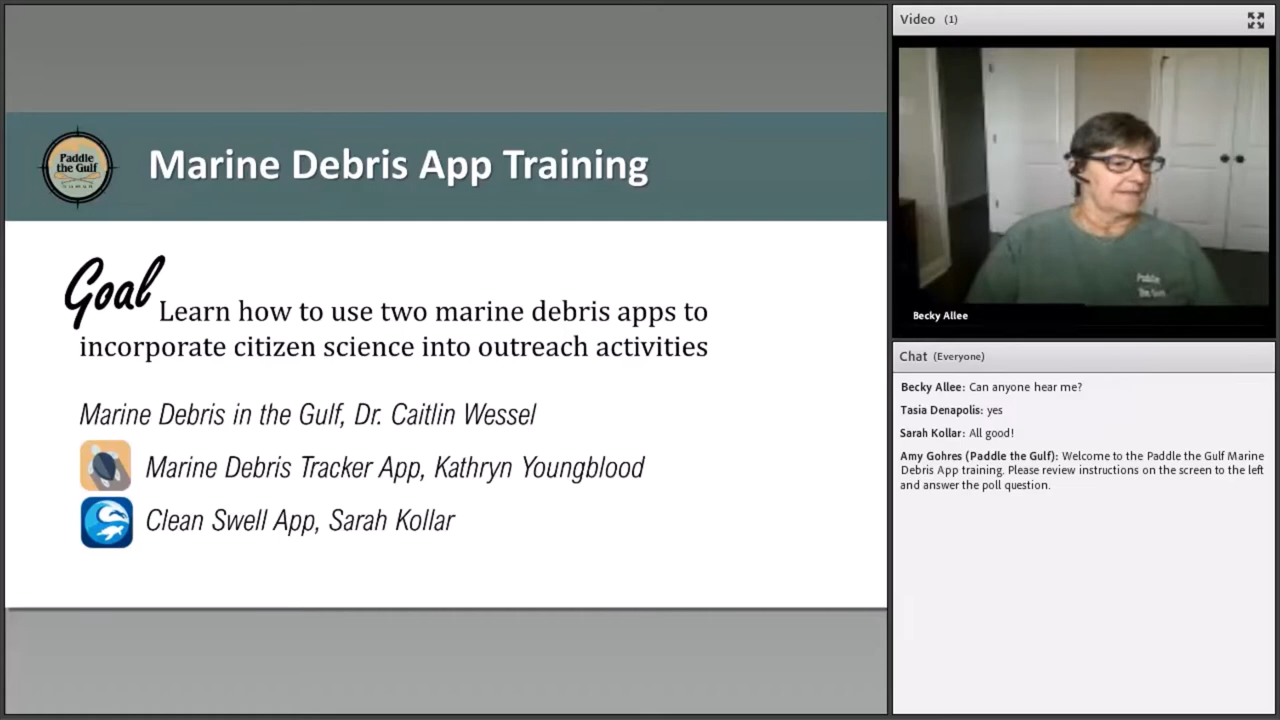 Paddle
the Gulf
Marine Debris App Training
Goal
Learn how to use two marine debris apps to
incorporate citizen science into outreach activities
Marine Debris in the Gulf, Dr. Caitlin Wessel
Marine Debris Tracker App, Kathryn Youngblood
Clean Swell App, Sarah Kollar
Video (1)
Paddle
The Gulf
Becky Allee
Chat (Everyone)
Becky Allee: Can anyone hear me?
Tasia Denapolis: yes
Sarah Kollar: All good!
Amy Gohres (Paddle the Gulf): Welcome to the Paddle the Gulf Marine
Debris App training. Please review instructions on the screen to the left
and answer the poll question.